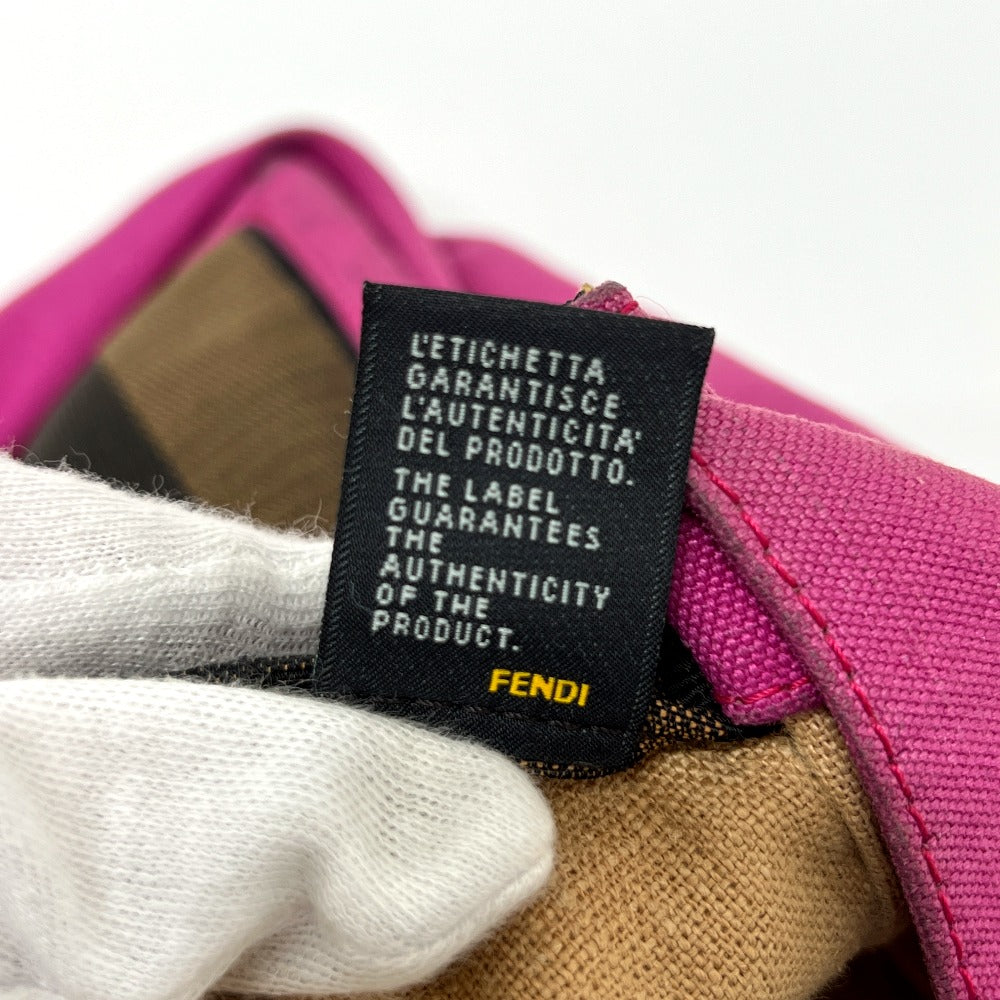 L'ETICHETTA
GARANTISCE
L'AUTENTICITA'
DEL PRODOTTO.
THE LABEL
GUARANTEES
THE
AUTHENTICITY
OF THE
PRODUCT.
FENDI